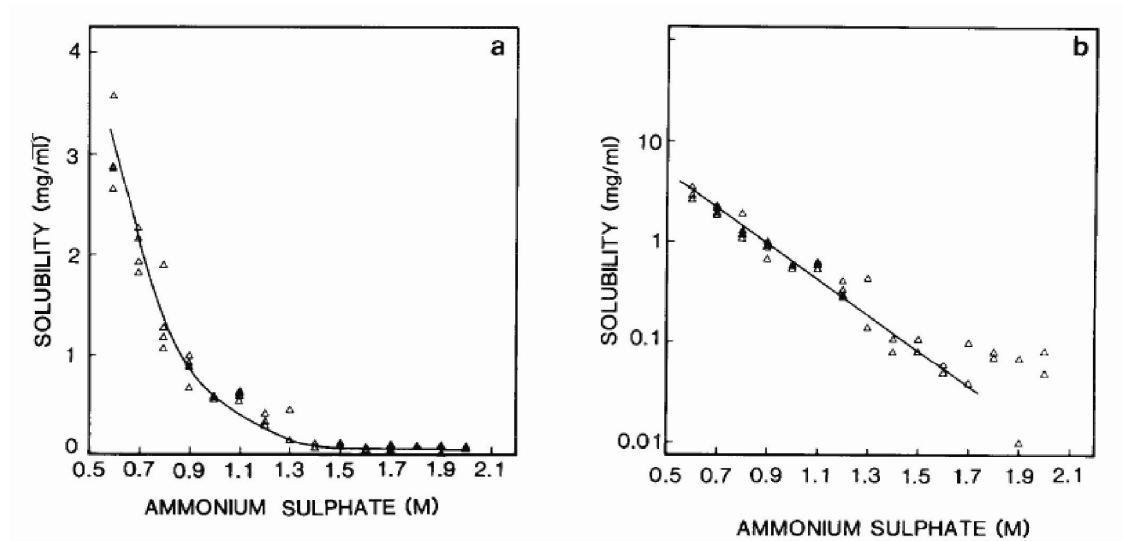 a
4
3
2
1
0
SOLUBILITY (mg/ml)
0.5 0.7 0.9 1.1 1.3 1.5 1.7 1.9 2.1
AMMONIUM SULPHATE (M)
b
10
1
0.1
0.01
SOLUBILITY (mg/ml)
0.5 0.7 0.9 1.1 1.3 1.5 1.7 1.9 2.1
AMMONIUM SULPHATE (M)